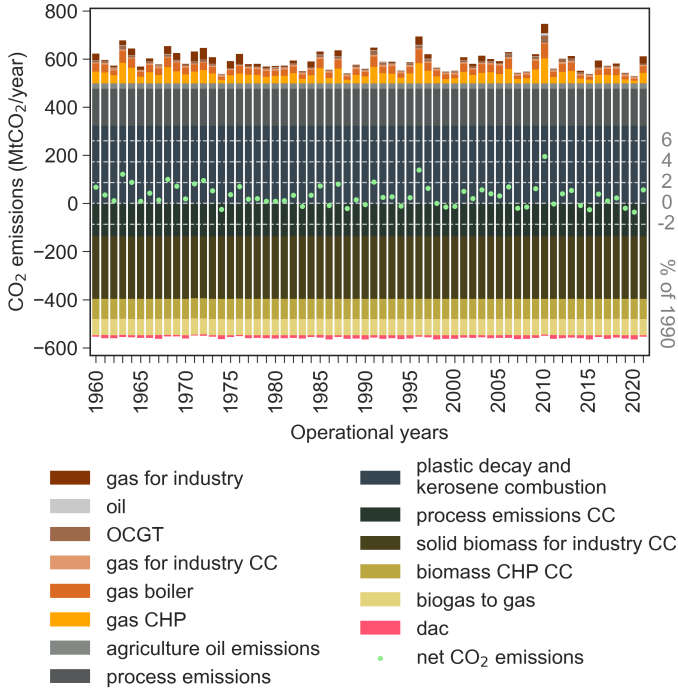 800
600
400
200
0
−200
−400
−600
CO2 emissions (MtCO2/year)
6
4
2
0
-2
% of 1990
1960
1965
1970
1975
1980
1985
1990
1995
2000
2005
2010
2015
2020
Operational years
gas for industry
oil
OCGT
gas for industry CC
gas boiler
gas CHP
agriculture oil emissions
process emissions
plastic decay and
kerosene combustion
process emissions CC
solid biomass for industry CC
biomass CHP CC
biogas to gas
dac
net CO2 emissions